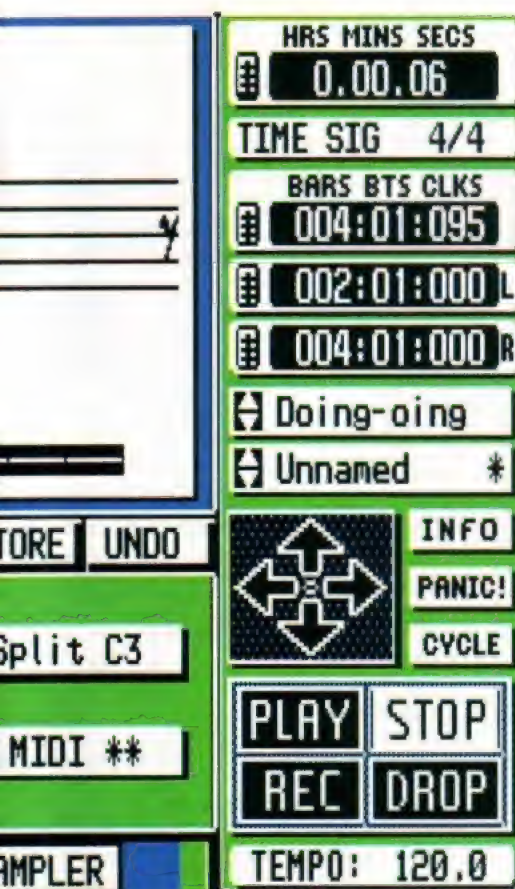 HRS MINS SECS
0.00.06
TIME SIG 4/4
BARS BTS CLKS
004:01:095
002:01:000 L
004:01:000 R
Doing-oing
Unnamed *
TORE UNDO
INFO
PANIC!
CYCLE
Split C3
MIDI **
PLAY STOP
REC DROP
AMPLER
TEMPO: 120.0